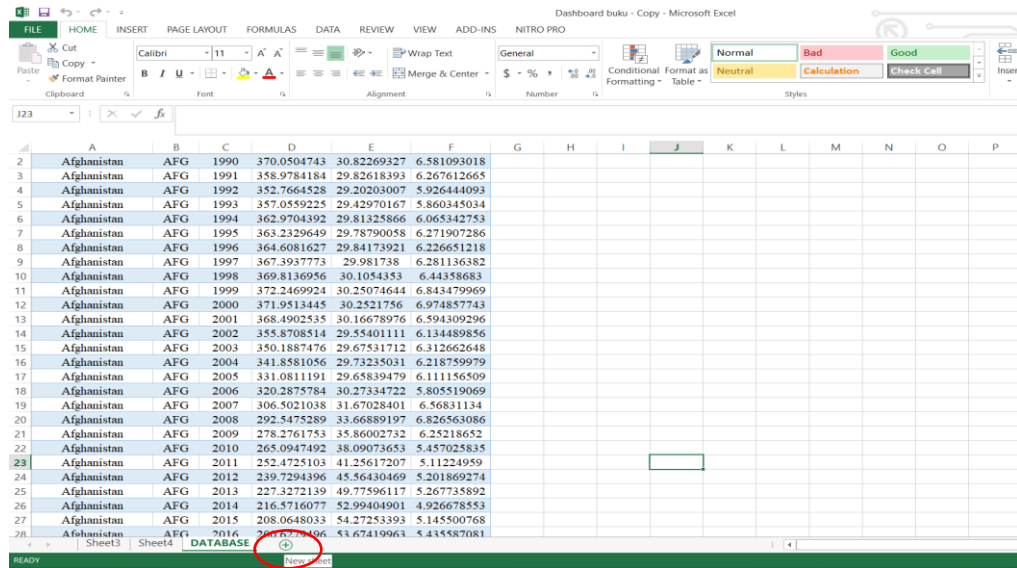 Dashboard buku - Copy - Microsoft Excel
FILE HOME INSERT PAGE LAYOUT FORMULAS DATA REVIEW VIEW ADD-INS NITRO PRO
Paste
Cut
Copy
Format Painter
Clipboard
Calibri 11
B I U
Font
Wrap Text
Merge & Center
Alignment
General
$ % ,
Number
Conditional Formatting
Format as Table
Normal Bad Good
Neutral Calculation Check Cell
Styles
Inser
J23 fx
A B C D E F G H I J K L M N O P
2 Afghanistan AFG 1990 370.0504743 30.82269327 6.581093018
3 Afghanistan AFG 1991 358.9784184 29.82618393 6.267612665
4 Afghanistan AFG 1992 352.7664528 29.20203007 5.926444093
5 Afghanistan AFG 1993 357.0559225 29.42970167 5.860345034
6 Afghanistan AFG 1994 362.9704392 29.81325866 6.065342753
7 Afghanistan AFG 1995 363.2329649 29.78790058 6.271907286
8 Afghanistan AFG 1996 364.6081627 29.84173921 6.226651218
9 Afghanistan AFG 1997 367.3937773 29.981738 6.281136382
10 Afghanistan AFG 1998 369.8136956 30.1054353 6.44358683
11 Afghanistan AFG 1999 372.2469924 30.25074644 6.843479969
12 Afghanistan AFG 2000 371.9513445 30.2521756 6.974857743
13 Afghanistan AFG 2001 368.4902535 30.16678976 6.594309296
14 Afghanistan AFG 2002 355.8708514 29.55401111 6.134489856
15 Afghanistan AFG 2003 350.1887476 29.67531712 6.312662648
16 Afghanistan AFG 2004 341.8581056 29.73235031 6.218759979
17 Afghanistan AFG 2005 331.0811191 29.65839479 6.111156509
18 Afghanistan AFG 2006 320.2875784 30.27334722 5.805519069
19 Afghanistan AFG 2007 306.5021038 31.67028401 6.56831134
20 Afghanistan AFG 2008 292.5475289 33.66889197 6.826563086
21 Afghanistan AFG 2009 278.2761753 35.86002732 6.25218652
22 Afghanistan AFG 2010 265.0947492 38.09073653 5.457025835
23 Afghanistan AFG 2011 252.4725103 41.25617207 5.11224959
24 Afghanistan AFG 2012 239.7294396 45.56430469 5.201869274
25 Afghanistan AFG 2013 227.3272139 49.77596117 5.267735892
26 Afghanistan AFG 2014 216.5716077 52.99404901 4.926678553
27 Afghanistan AFG 2015 208.0648033 54.27253393 5.145500768
28 Afghanistan AFG 2016 53.67419963 5.435587081
Sheet3 Sheet4 DATABASE
READY New sheet